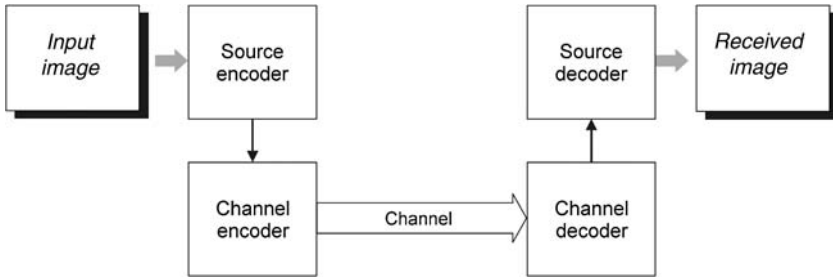 Input
image
Source
encoder
Source
decoder
Received
image
Channel
encoder
Channel
Channel
decoder